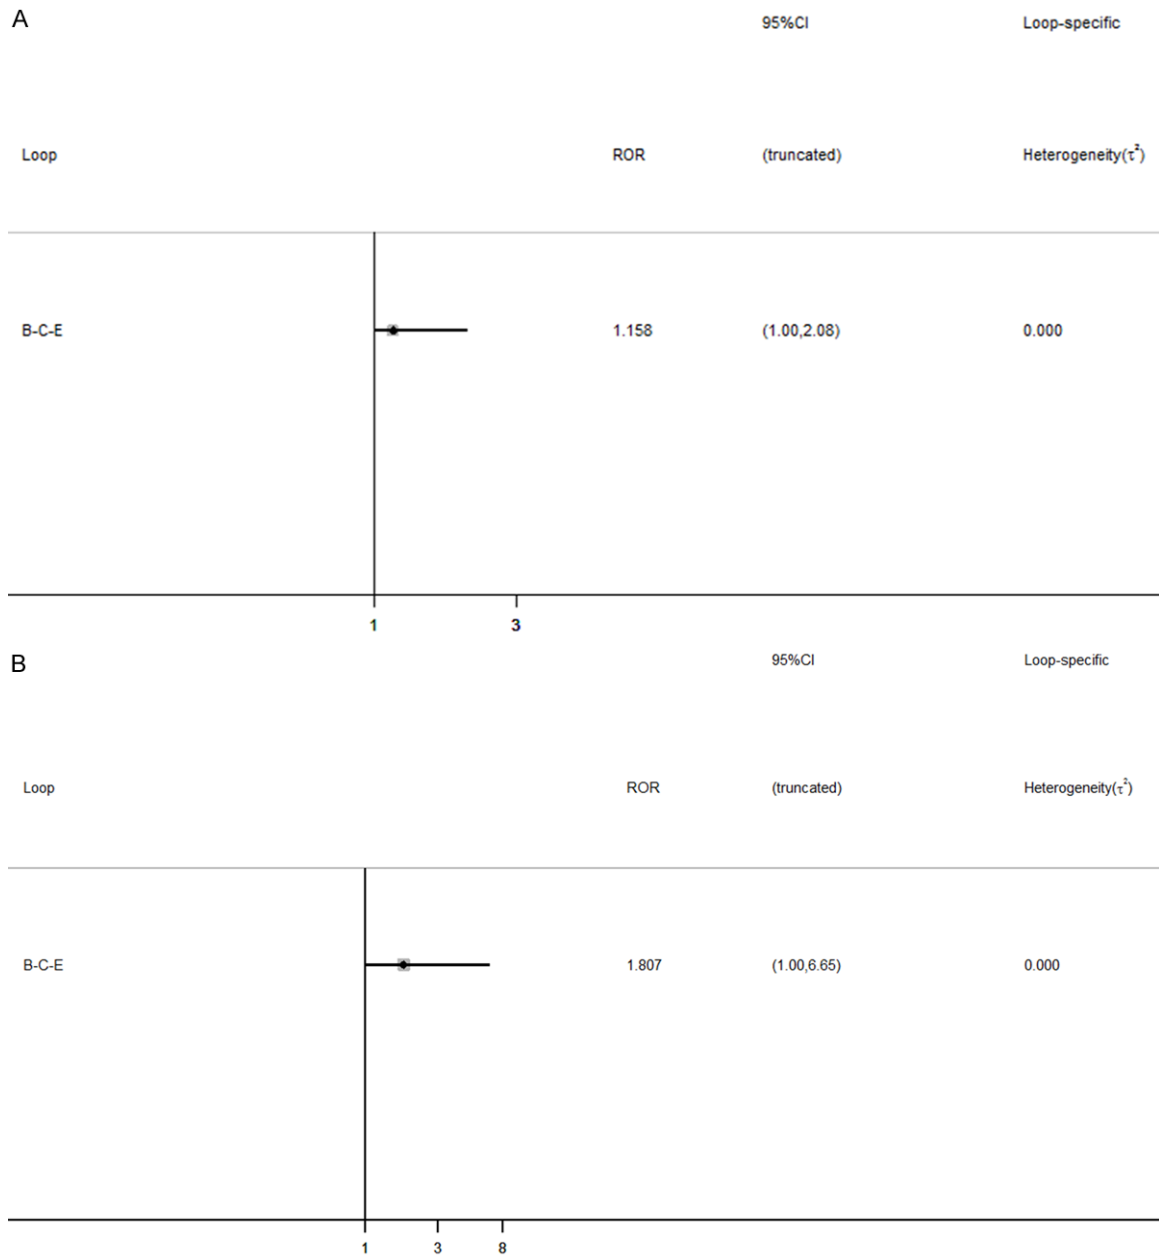 A
95%CI Loop-specific
Loop ROR (truncated) Heterogeneity(τ²)
B-C-E 1.158 (1.00,2.08) 0.000
1 3
B
95%CI Loop-specific
Loop ROR (truncated) Heterogeneity(τ²)
B-C-E 1.807 (1.00,6.65) 0.000
1 3 8